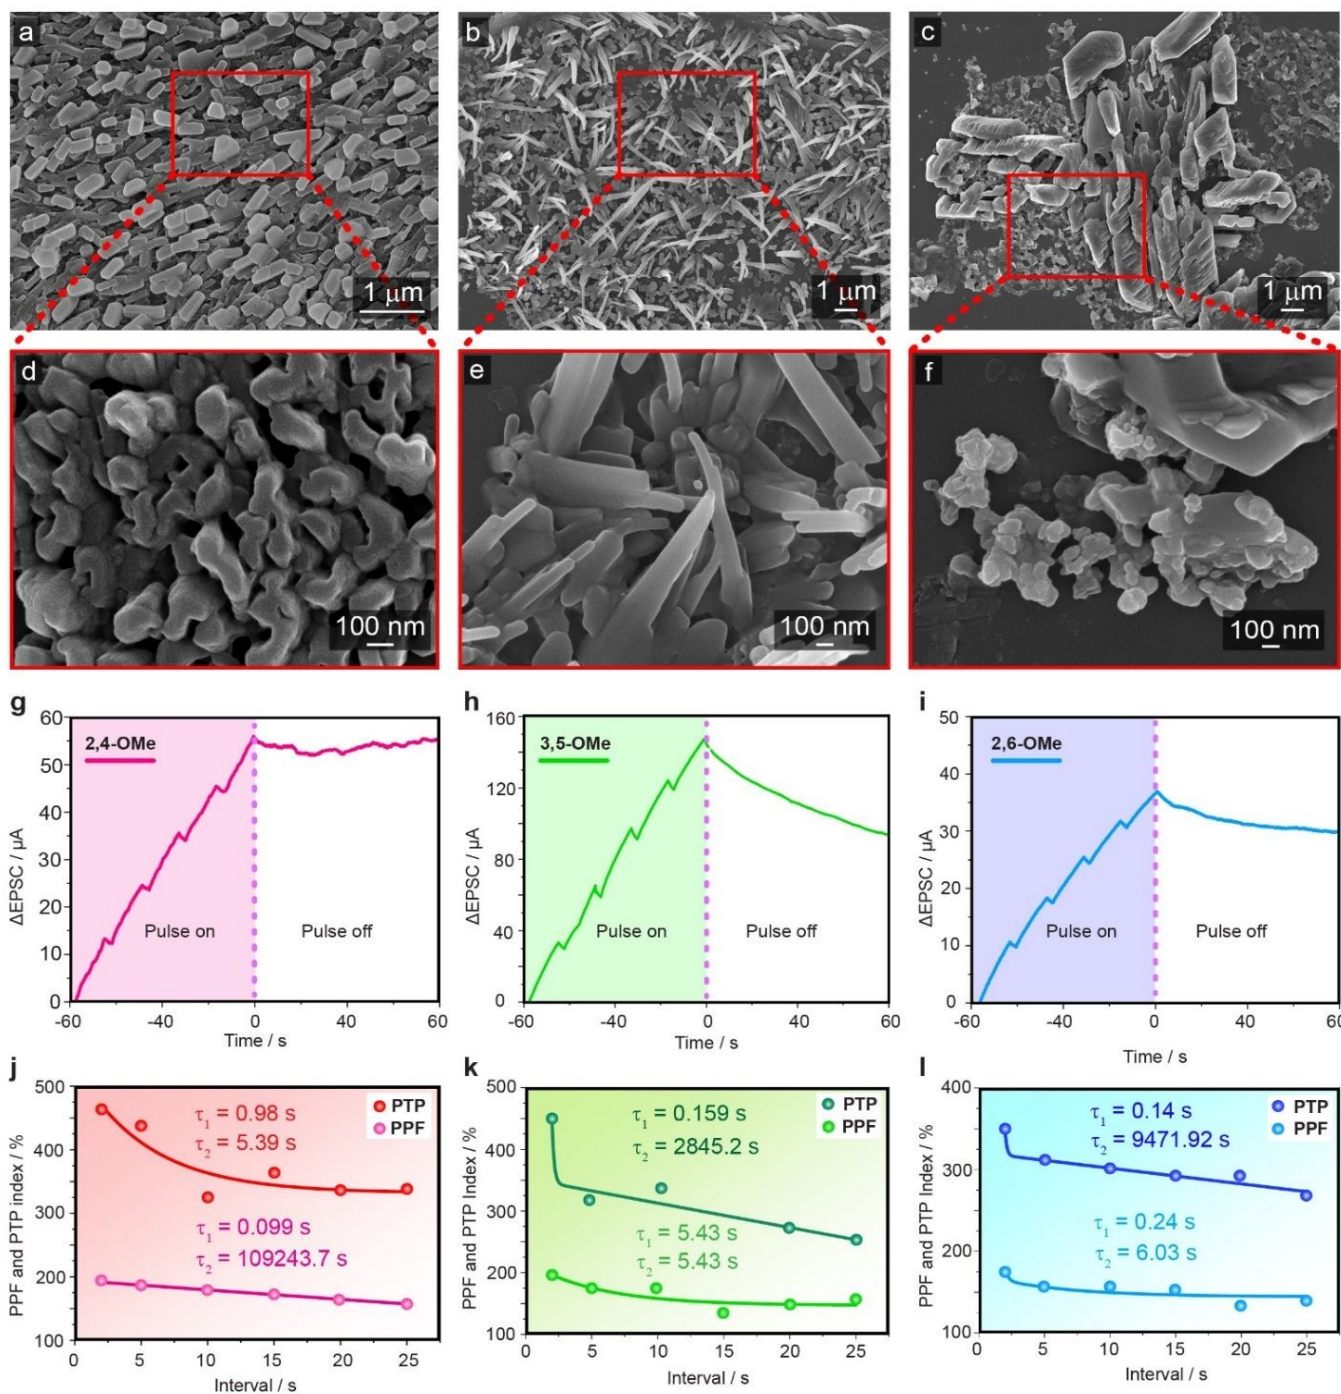 a
b
c
1 μm
1 μm
1 μm
d
e
f
100 nm
100 nm
100 nm
g
60
50
40
30
20
10
0
ΔEPSC / μA
2,4-OMe
Pulse on
Pulse off
-60
-40
0
40
60
Time / s
h
160
120
80
40
0
ΔEPSC / μA
3,5-OMe
Pulse on
Pulse off
-60
-40
0
40
60
Time / s
i
50
40
30
20
10
0
ΔEPSC / μA
2,6-OMe
Pulse on
Pulse off
-60
-40
0
40
60
Time / s
j
500
400
300
200
100
PPF and PTP index / %
τ1 = 0.98 s
τ2 = 5.39 s
PTP
PPF
τ1 = 0.099 s
τ2 = 109243.7 s
0
5
10
15
20
25
Interval / s
k
500
400
300
200
100
PPF and PTP Index / %
τ1 = 0.159 s
τ2 = 2845.2 s
PTP
PPF
τ1 = 5.43 s
τ2 = 5.43 s
0
5
10
15
20
25
Interval / s
l
400
300
200
100
PPF and PTP Index / %
τ1 = 0.14 s
τ2 = 9471.92 s
PTP
PPF
τ1 = 0.24 s
τ2 = 6.03 s
0
5
10
15
20
25
Interval / s